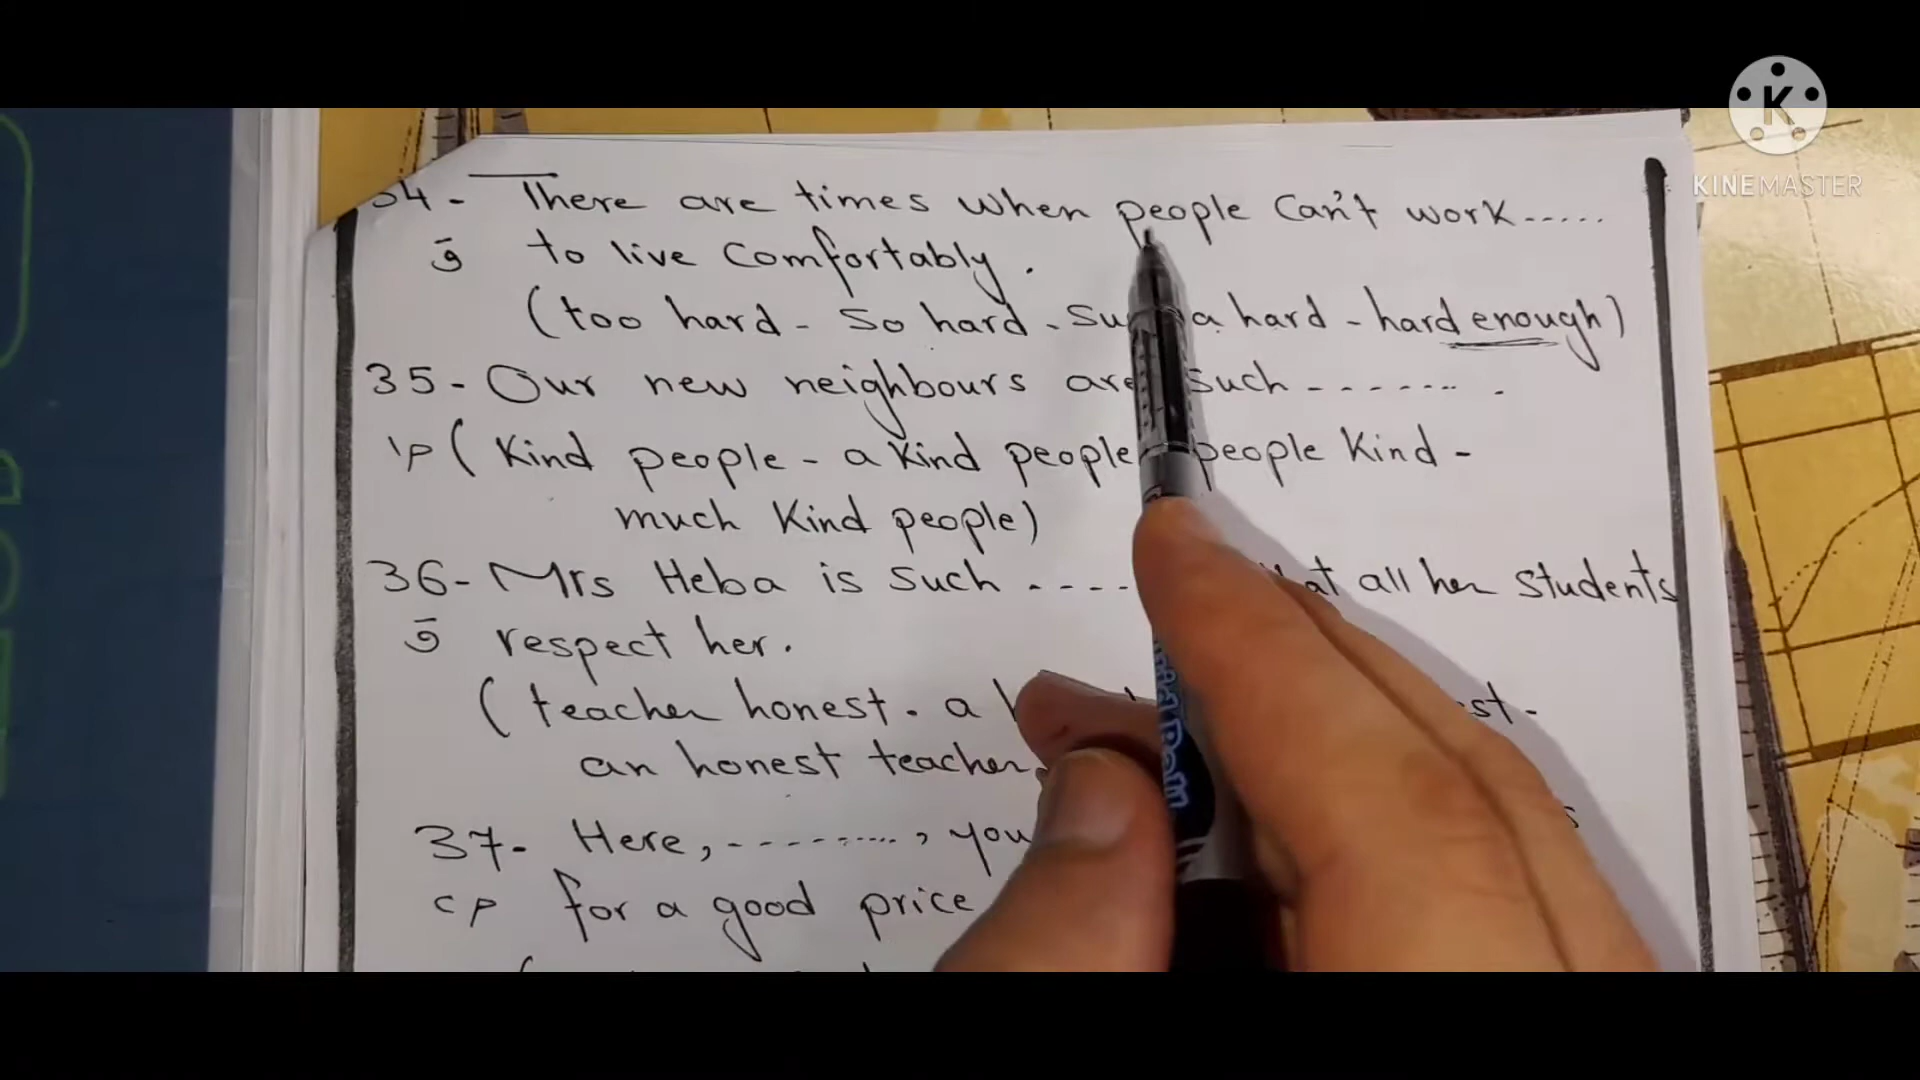 KINEMASTER
34- There are times when people can't work.....
to live comfortably.
(too hard - so hard - such a hard - hard enough)
35- Our new neighbours are such ------- .
(kind people - a kind people - people kind -
much kind people)
36- Mrs Heba is such ---- that all her students
respect her.
(teacher honest - a
an honest teacher
37- Here, ---------, you
for a good price